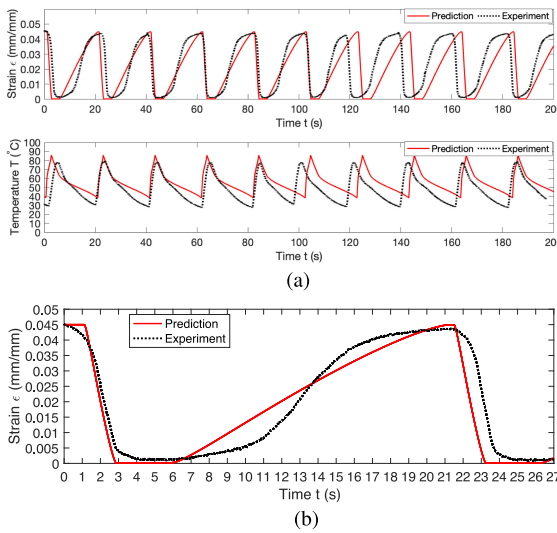 0.05
0.04
0.03
0.02
0.01
0
Strain ϵ (mm/mm)
Prediction Experiment
0 20 40 60 80 100 120 140 160 180 200
Time t (s)
100
90
80
70
60
50
40
30
20
10
0
Temperature T (°C)
Prediction Experiment
0 20 40 60 80 100 120 140 160 180 200
Time t (s)
(a)
0.05
0.045
0.04
0.035
0.03
0.025
0.02
0.015
0.01
0.005
0
Strain ϵ (mm/mm)
Prediction
Experiment
0 1 2 3 4 5 6 7 8 9 10 11 12 13 14 15 16 17 18 19 20 21 22 23 24 25 26 27
Time t (s)
(b)